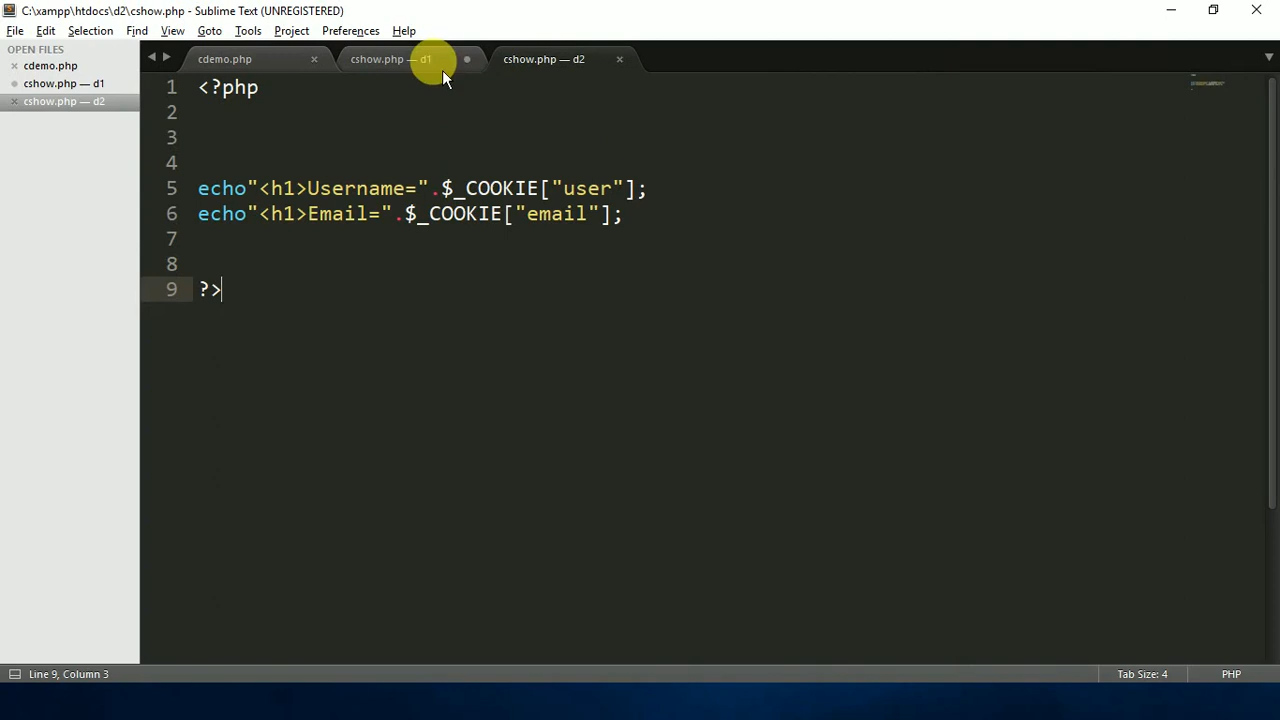 C:\xampp\htdocs\d2\cshow.php - Sublime Text (UNREGISTERED)
File Edit Selection Find View Goto Tools Project Preferences Help
OPEN FILES
cdemo.php
cshow.php — d1
cshow.php — d2
cdemo.php cshow.php — d1 cshow.php — d2
1 <?php
2
3
4
5 echo"<h1>Username=".$_COOKIE["user"];
6 echo"<h1>Email=".$_COOKIE["email"];
7
8
9 ?>
Line 9, Column 3 Tab Size: 4 PHP